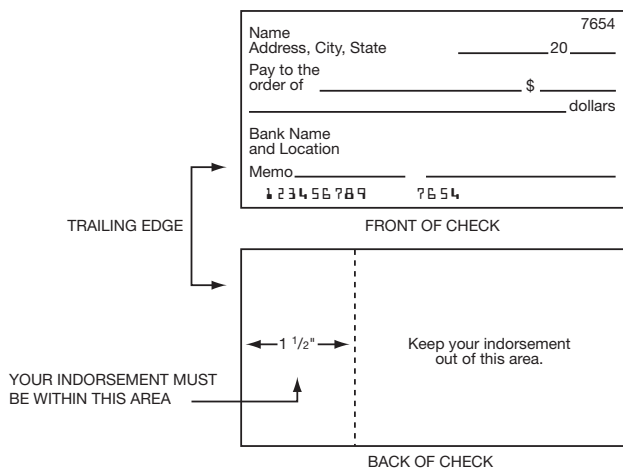 7654
Name
Address, City, State 20
Pay to the
order of $
dollars
Bank Name
and Location
Memo
123456789 7654
TRAILING EDGE
FRONT OF CHECK
1 1/2"
Keep your indorsement
out of this area.
YOUR INDORSEMENT MUST
BE WITHIN THIS AREA
BACK OF CHECK